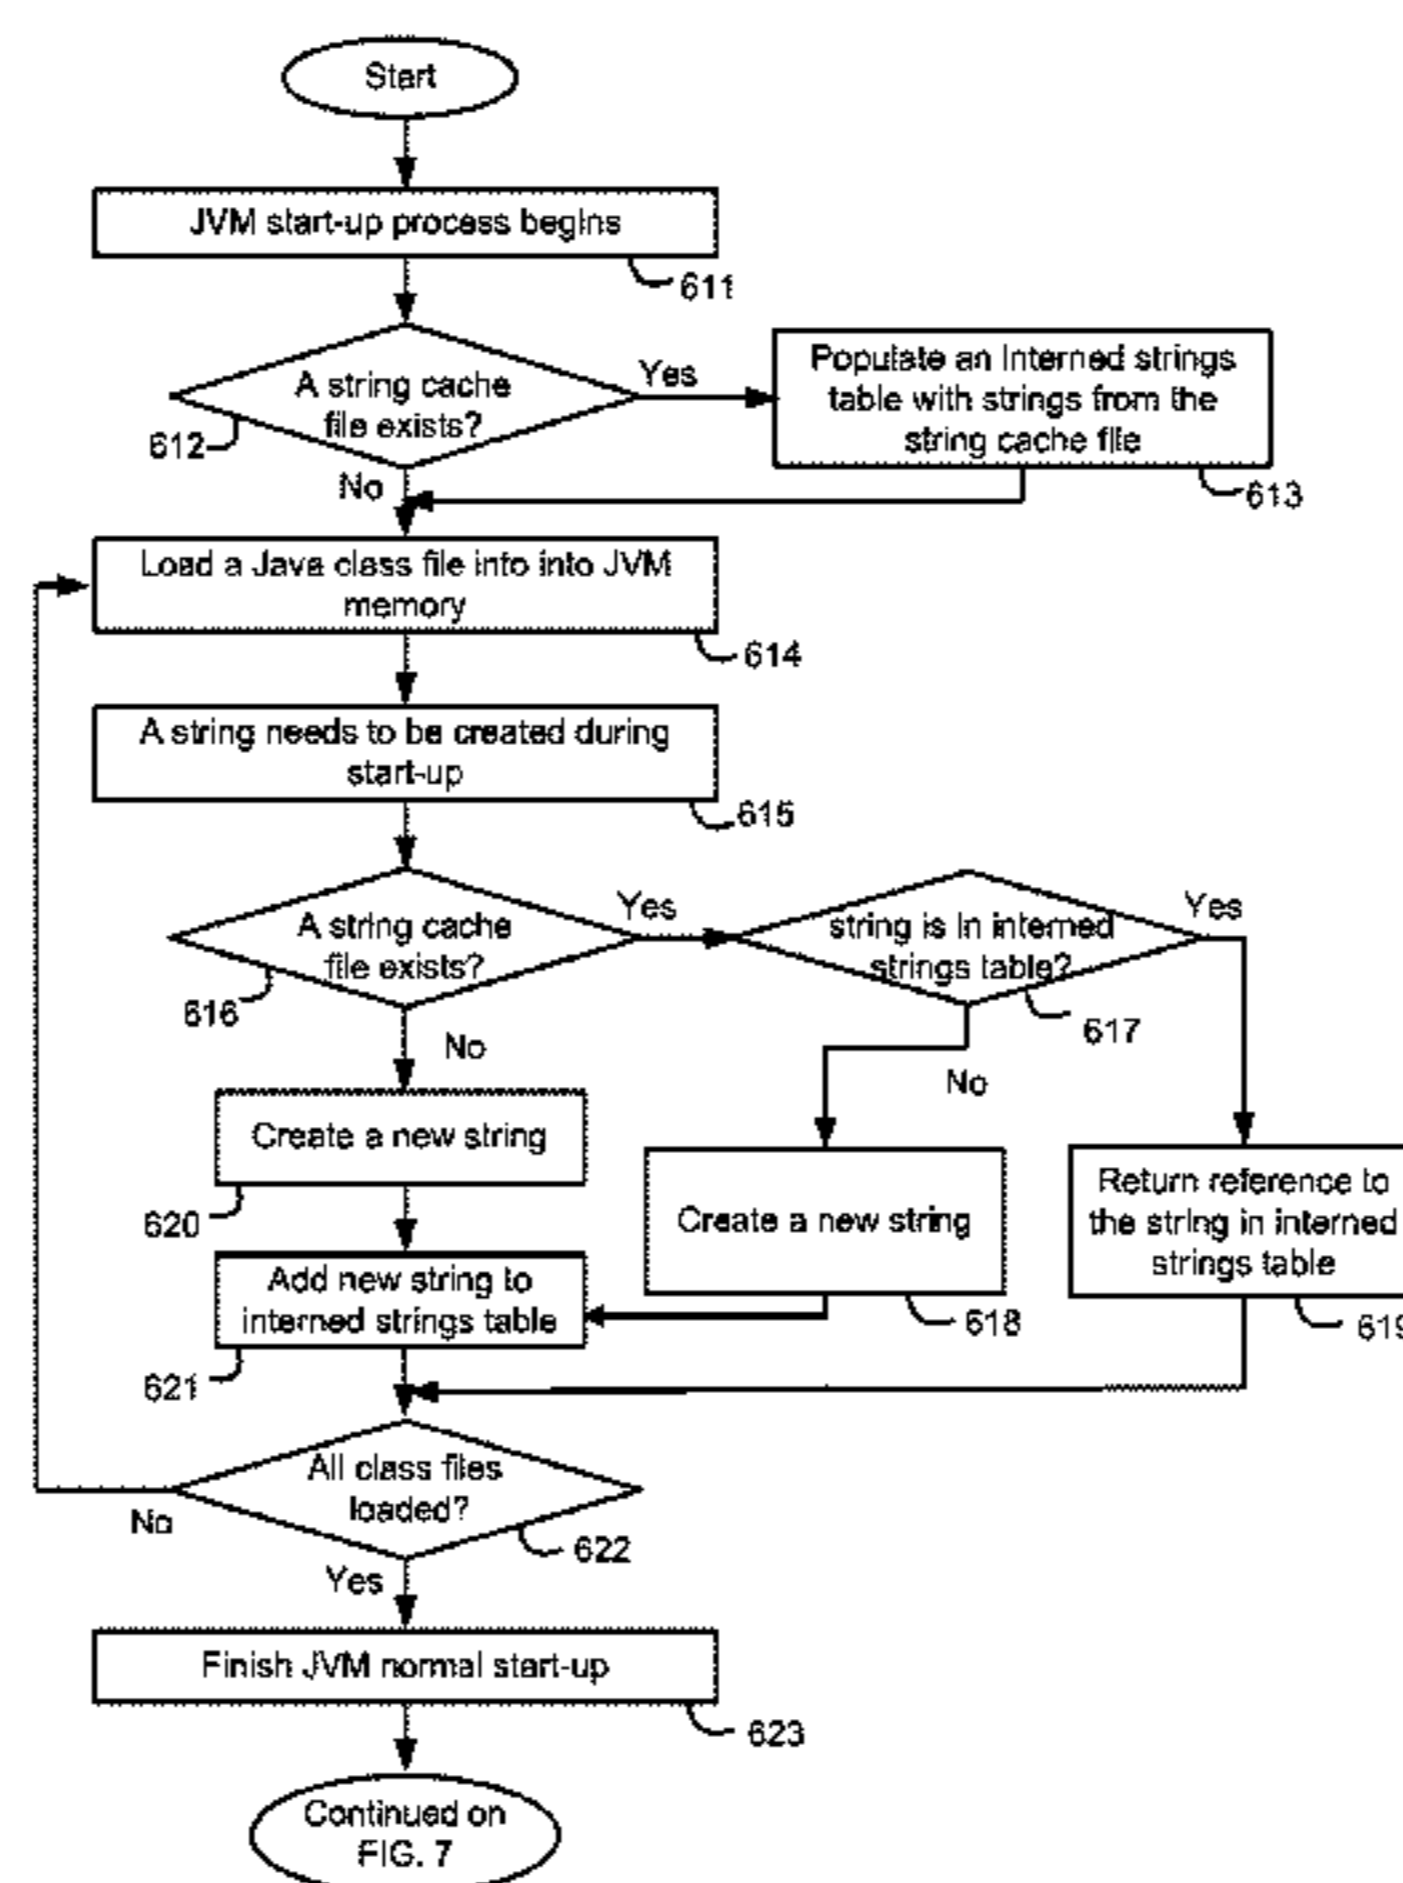 Start
JVM start-up process begins
611
A string cache
file exists?
612
Yes
Populate an interned strings
table with strings from the
string cache file
613
No
Load a Java class file into into JVM
memory
614
A string needs to be created during
start-up
615
A string cache
file exists?
616
Yes
string is in interned
strings table?
617
Yes
No
No
Create a new string
620
Create a new string
618
Return reference to
the string in interned
strings table
619
Add new string to
interned strings table
621
All class files
loaded?
622
No
Yes
Finish JVM normal start-up
623
Continued on
FIG. 7